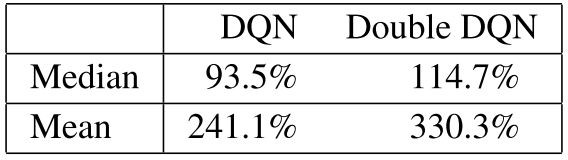 DQN Double DQN
Median 93.5% 114.7%
Mean 241.1% 330.3%